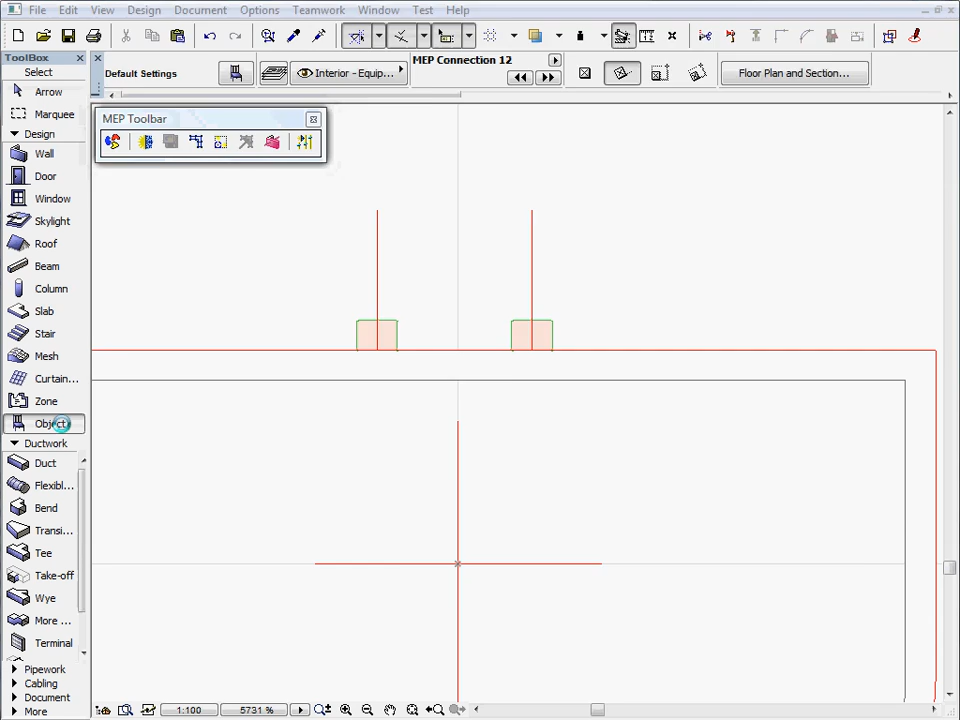 File Edit View Design Document Options Teamwork Window Test Help
ToolBox
Select
Arrow
Marquee
Design
Wall
Door
Window
Skylight
Roof
Beam
Column
Slab
Stair
Mesh
Curtain...
Zone
Object
Ductwork
Duct
Flexibl...
Bend
Transi...
Tee
Take-off
Wye
More ...
Terminal
Pipework
Cabling
Document
More
Default Settings
Interior - Equip...
MEP Connection 12
Floor Plan and Section...
MEP Toolbar
1:100
5731 %